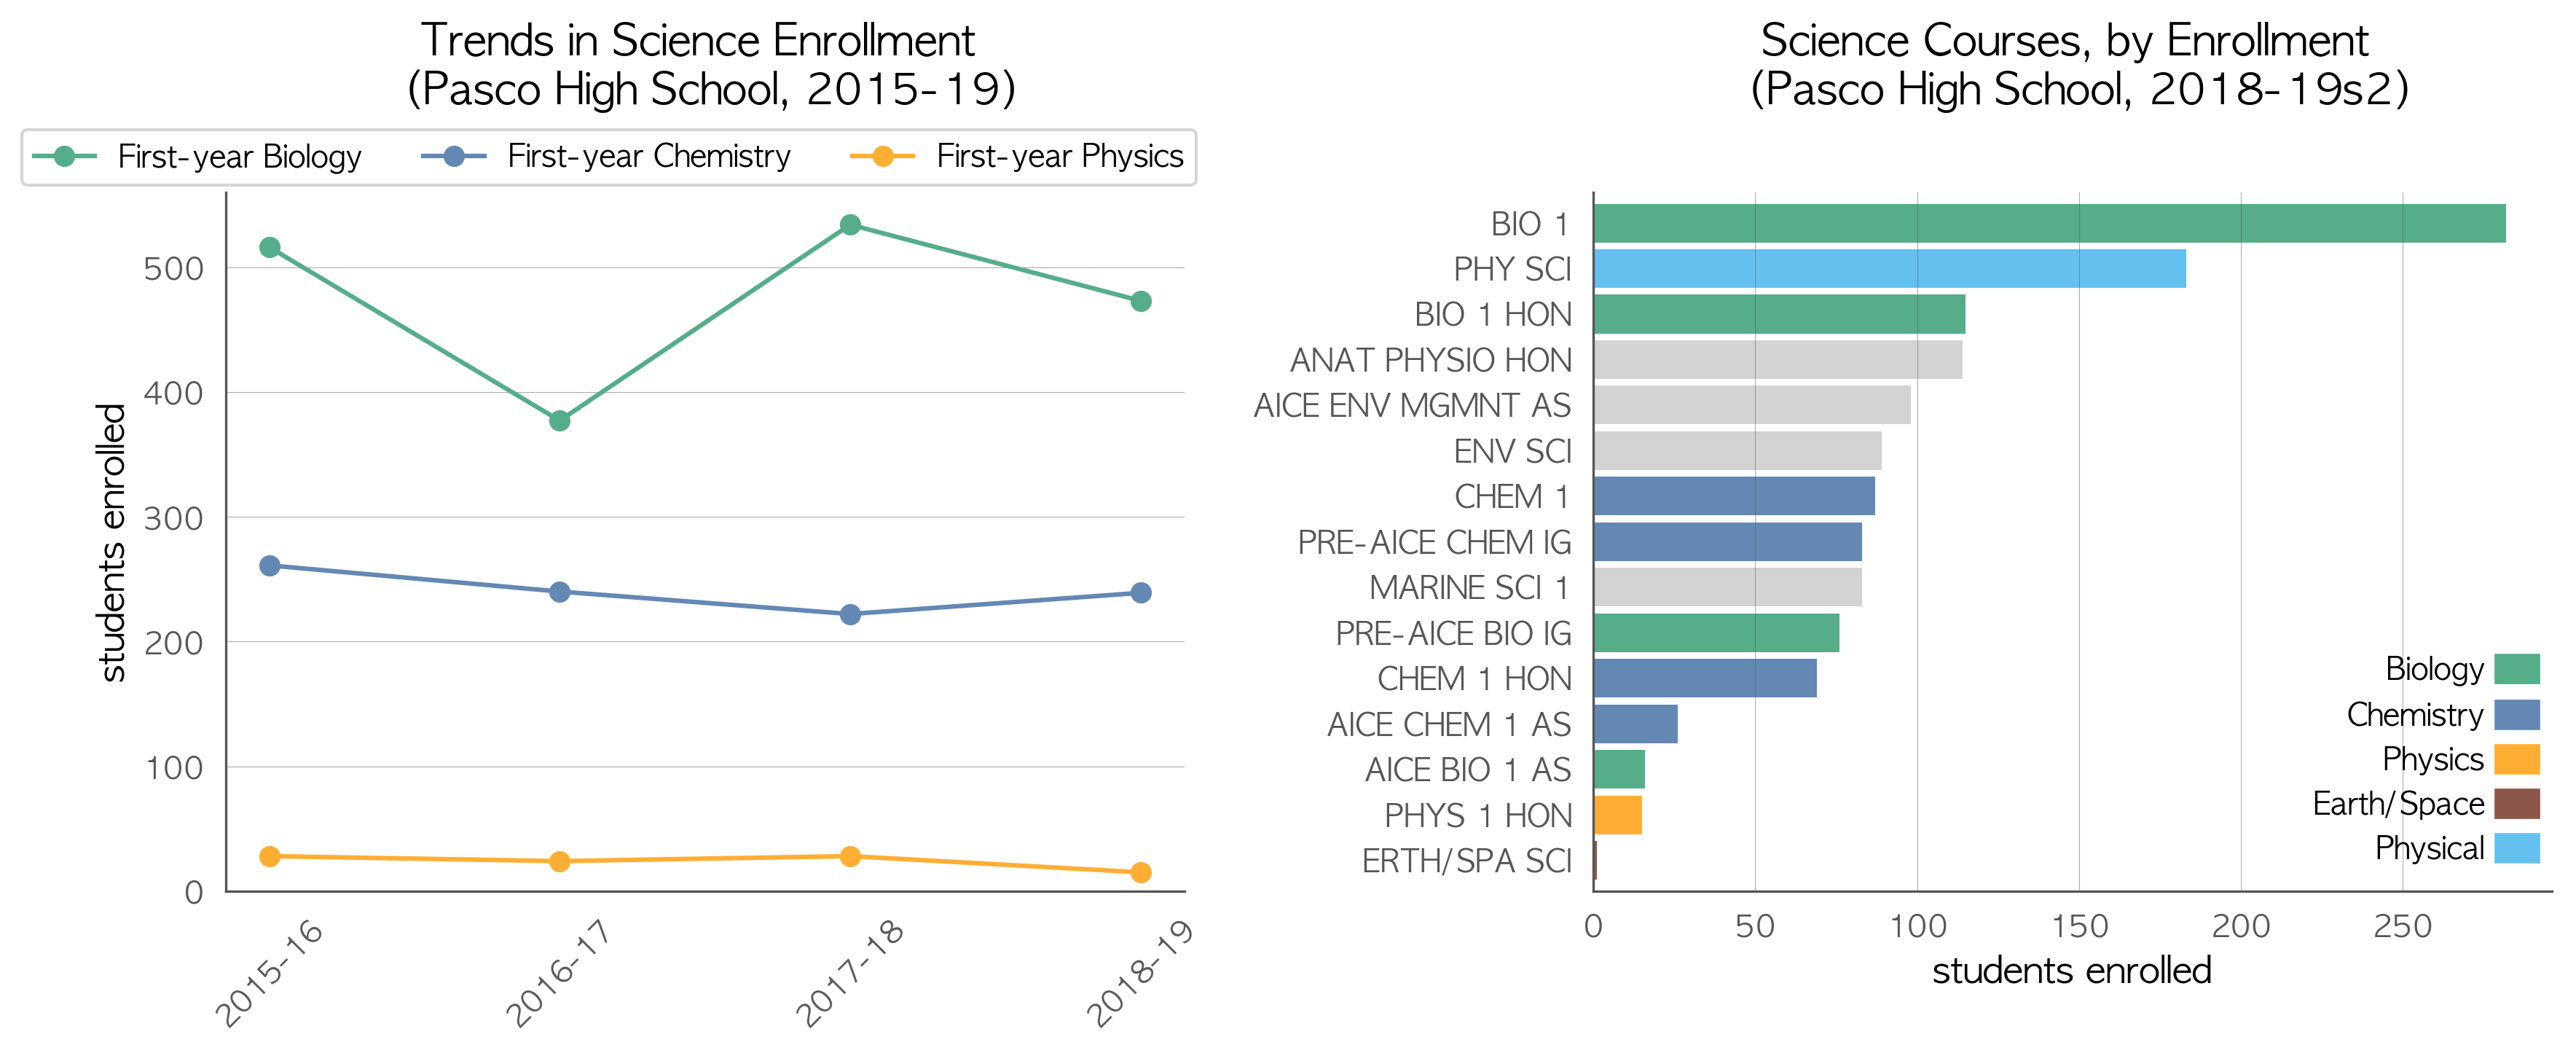 Trends in Science Enrollment
(Pasco High School, 2015-19)
First-year Biology
First-year Chemistry
First-year Physics
students enrolled
500
400
300
200
100
0
2015-16
2016-17
2017-18
2018-19
Science Courses, by Enrollment
(Pasco High School, 2018-19s2)
BIO 1
PHY SCI
BIO 1 HON
ANAT PHYSIO HON
AICE ENV MGMNT AS
ENV SCI
CHEM 1
PRE-AICE CHEM IG
MARINE SCI 1
PRE-AICE BIO IG
CHEM 1 HON
AICE CHEM 1 AS
AICE BIO 1 AS
PHYS 1 HON
ERTH/SPA SCI
Biology
Chemistry
Physics
Earth/Space
Physical
0 50 100 150 200 250
students enrolled